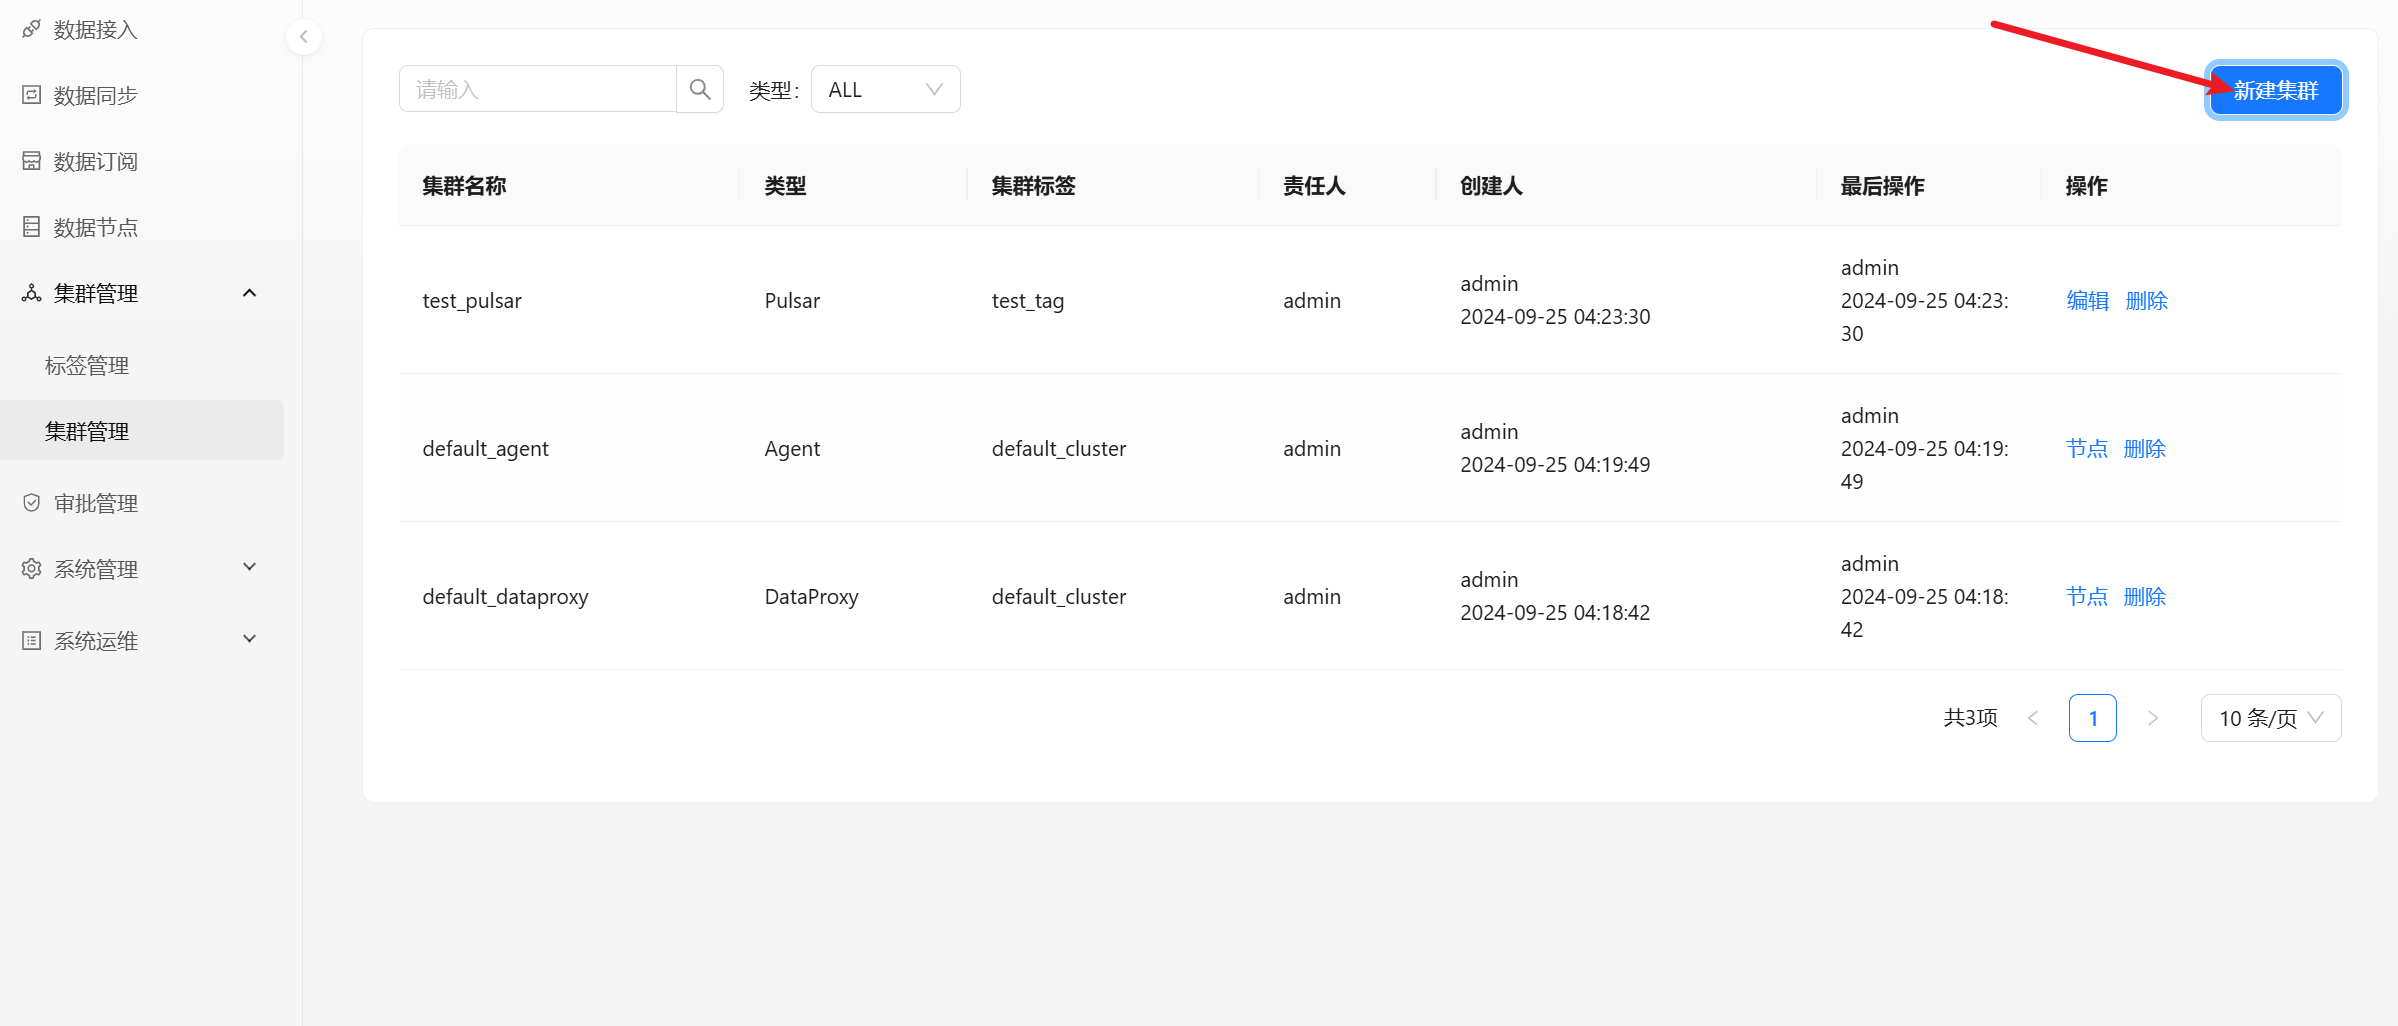 数据接入
数据同步
数据订阅
数据节点
集群管理
标签管理
集群管理
审批管理
系统管理
系统运维
请输入
类型：
ALL
新建集群
集群名称 类型 集群标签 责任人 创建人 最后操作 操作
test_pulsar Pulsar test_tag admin
admin
2024-09-25 04:23:30
admin
2024-09-25 04:23:
30
编辑 删除
default_agent Agent default_cluster admin
admin
2024-09-25 04:19:49
admin
2024-09-25 04:19:
49
节点 删除
default_dataproxy DataProxy default_cluster admin
admin
2024-09-25 04:18:42
admin
2024-09-25 04:18:
42
节点 删除
共3项
1
10 条/页